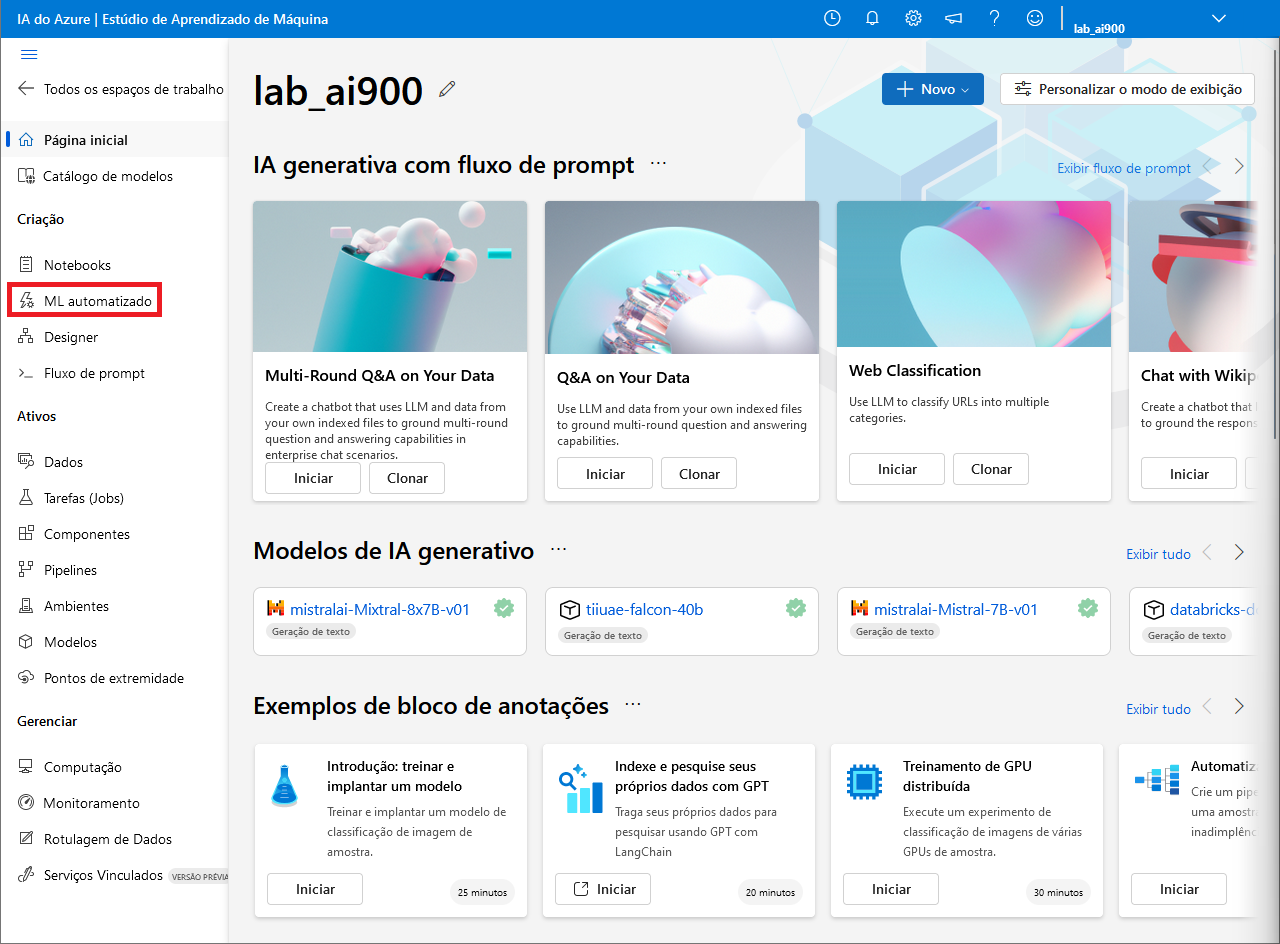 IA do Azure | Estúdio de Aprendizado de Máquina
lab_ai900
Todos os espaços de trabalho
Página inicial
Catálogo de modelos
Criação
Notebooks
ML automatizado
Designer
Fluxo de prompt
Ativos
Dados
Tarefas (Jobs)
Componentes
Pipelines
Ambientes
Modelos
Pontos de extremidade
Gerenciar
Computação
Monitoramento
Rotulagem de Dados
Serviços Vinculados VERSÃO PRÉVIA
lab_ai900
Novo
Personalizar o modo de exibição
IA generativa com fluxo de prompt ...
Exibir fluxo de prompt
Multi-Round Q&A on Your Data
Create a chatbot that uses LLM and data from
your own indexed files to ground multi-round
question and answering capabilities in
enterprise chat scenarios.
Iniciar
Clonar
Q&A on Your Data
Use LLM and data from your own indexed files
to ground multi-round question and answering
capabilities.
Iniciar
Clonar
Web Classification
Use LLM to classify URLs into multiple
categories.
Iniciar
Clonar
Chat with Wikip
Create a chatbot that
to ground the respons
Iniciar
Modelos de IA generativo ...
Exibir tudo
mistralai-Mixtral-8x7B-v01
Geração de texto
tiiuae-falcon-40b
Geração de texto
mistralai-Mistral-7B-v01
Geração de texto
databricks-d
Geração de texto
Exemplos de bloco de anotações ...
Exibir tudo
Introdução: treinar e
implantar um modelo
Treinar e implantar um modelo de
classificação de imagem de
amostra.
Iniciar
25 minutos
Indexe e pesquise seus
próprios dados com GPT
Traga seus próprios dados para
pesquisar usando GPT com
LangChain
Iniciar
20 minutos
Treinamento de GPU
distribuída
Execute um experimento de
classificação de imagens de várias
GPUs de amostra.
Iniciar
30 minutos
Automatiz
Crie um pipe
uma amostr
inadimplênc
Iniciar